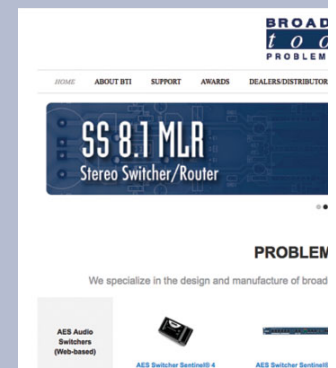 BROAD
to
PROBLEM
HOME ABOUT BTI SUPPORT AWARDS DEALERS/DISTRIBUTOR
SS 8.1 MLR
Stereo Switcher/Router
PROBLEM
We specialize in the design and manufacture of broad
AES Audio
Switchers
(Web-based)
AES Switcher Sentinel® 4 AES Switcher Sentinel®